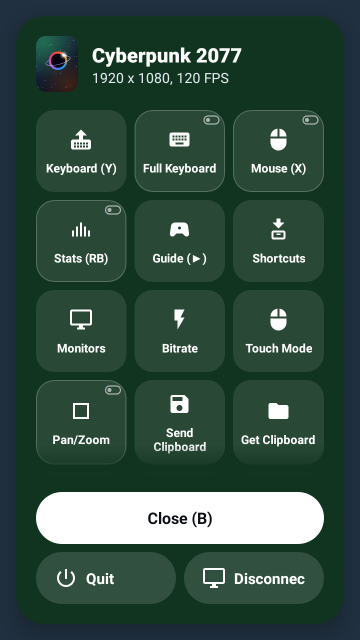 Cyberpunk 2077
1920 x 1080, 120 FPS
Keyboard (Y)
Full Keyboard
Mouse (X)
Stats (RB)
Guide (►)
Shortcuts
Monitors
Bitrate
Touch Mode
Pan/Zoom
Send
Clipboard
Get Clipboard
Close (B)
Quit
Disconnec